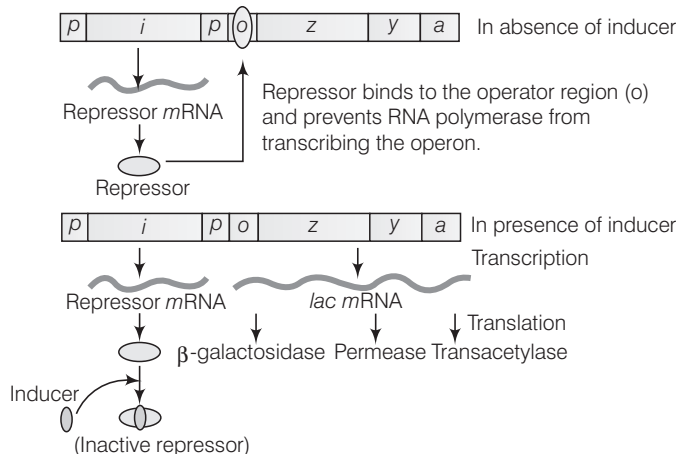 p i p o z y a In absence of inducer
Repressor mRNA
Repressor binds to the operator region (o)
and prevents RNA polymerase from
transcribing the operon.
Repressor
p i p o z y a In presence of inducer
Transcription
Repressor mRNA lac mRNA
Translation
β-galactosidase Permease Transacetylase
Inducer
(Inactive repressor)